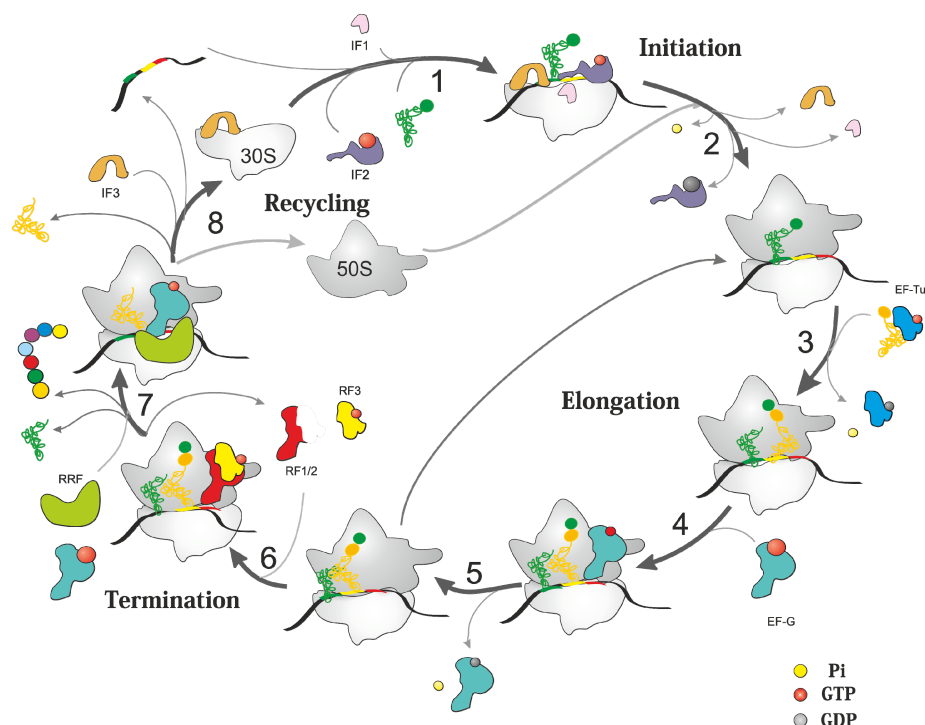 IF1
Initiation
1
2
30S
IF2
IF3
Recycling
8
50S
EF-Tu
3
Elongation
7
RF3
RF1/2
RRF
4
6
5
Termination
EF-G
Pi
GTP
GDP